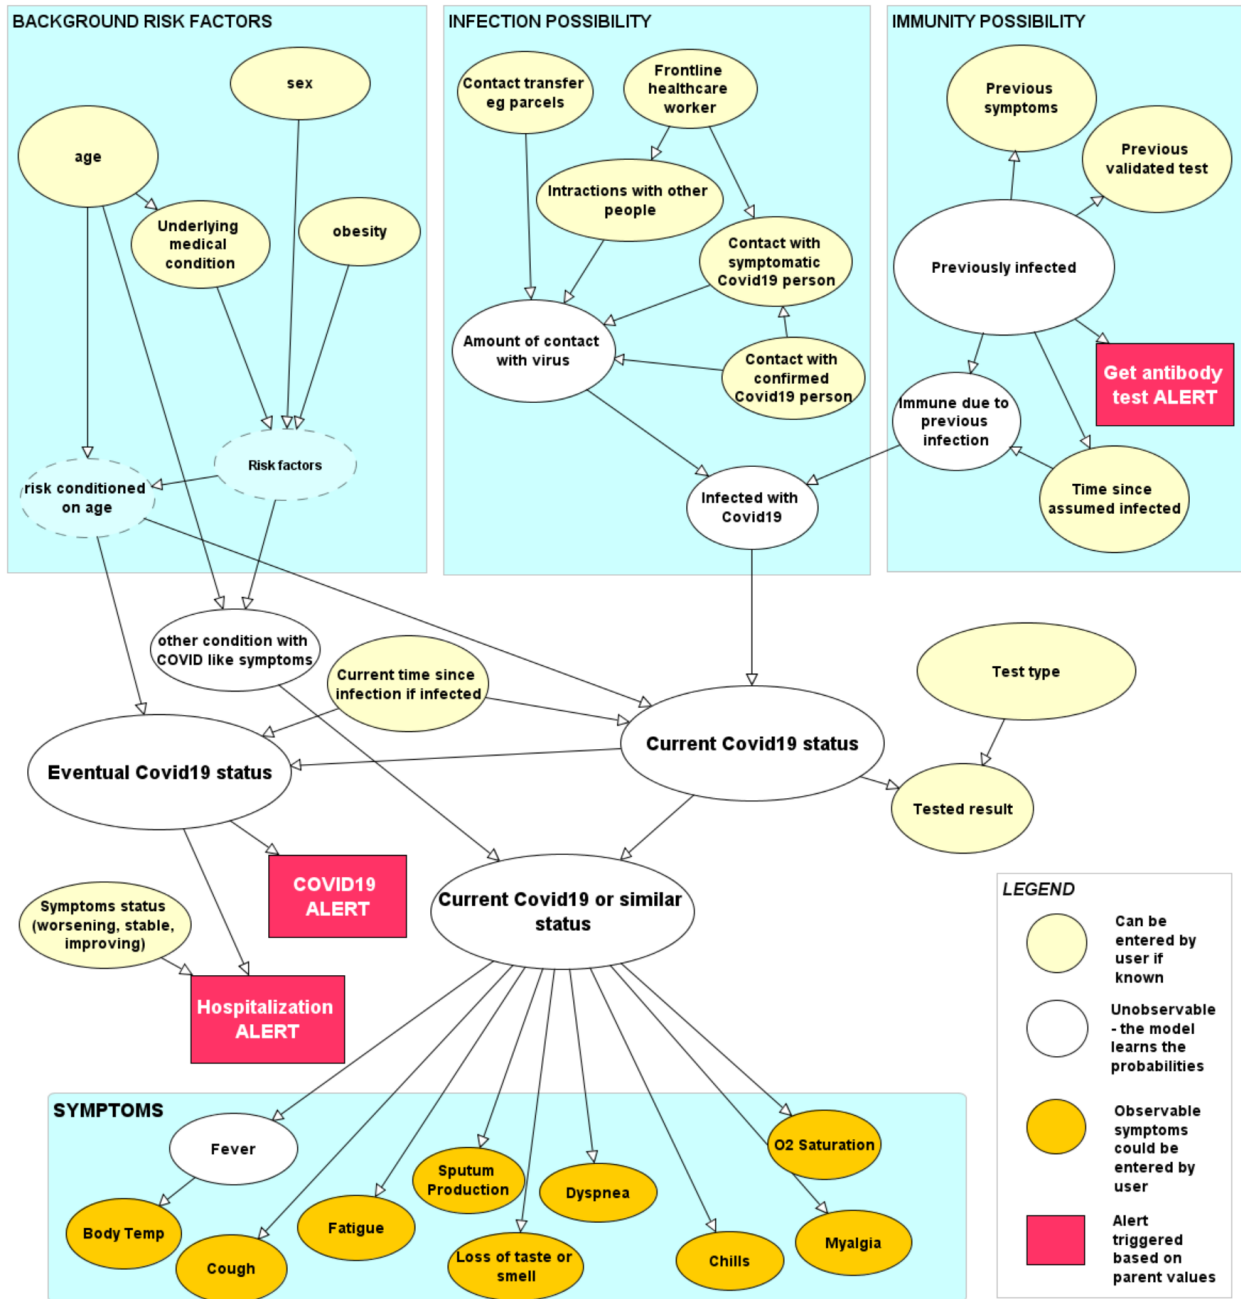 BACKGROUND RISK FACTORS
sex
age
Underlying
medical
condition
obesity
Risk factors
risk conditioned
on age
INFECTION POSSIBILITY
Contact transfer
eg parcels
Frontline
healthcare
worker
Intractions with other
people
Contact with
symptomatic
Covid19 person
Amount of contact
with virus
Contact with
confirmed
Covid19 person
Infected with
Covid19
IMMUNITY POSSIBILITY
Previous
symptoms
Previous
validated test
Previously infected
Get antibody
test ALERT
Immune due to
previous
infection
Time since
assumed infected
other condition with
COVID like symptoms
Current time since
infection if infected
Test type
Eventual Covid19 status
Current Covid19 status
Tested result
COVID19
ALERT
Current Covid19 or similar
status
Symptoms status
(worsening, stable,
improving)
Hospitalization
ALERT
LEGEND
Can be
entered by
user if
known
Unobservable
- the model
learns the
probabilities
Observable
symptoms
could be
entered by
user
Alert
triggered
based on
parent values
SYMPTOMS
Fever
Body Temp
Cough
Fatigue
Sputum
Production
Loss of taste or
smell
Dyspnea
Chills
O2 Saturation
Myalgia